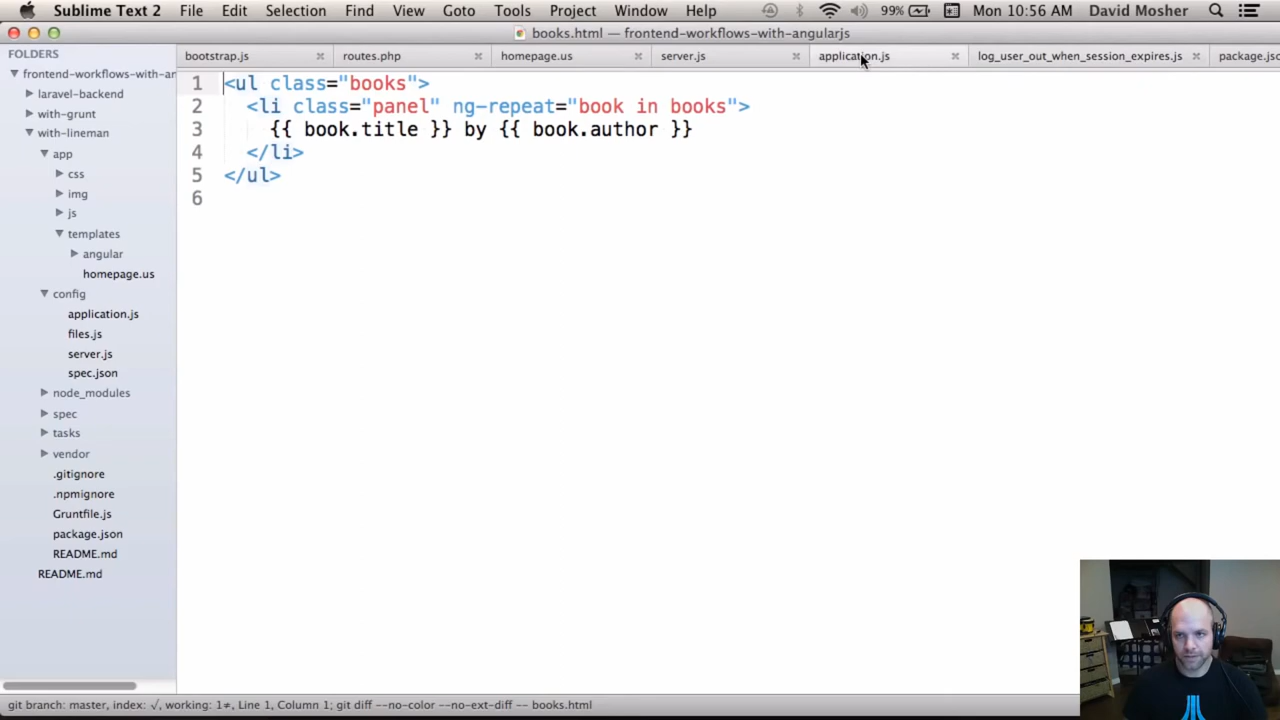 Sublime Text 2 File Edit Selection Find View Goto Tools Project Window Help 99% Mon 10:56 AM David Mosher
books.html — frontend-workflows-with-angularjs
FOLDERS
bootstrap.js routes.php homepage.us server.js application.js log_user_out_when_session_expires.js package.jsc
frontend-workflows-with-an
laravel-backend
with-grunt
with-lineman
app
css
img
js
templates
angular
homepage.us
config
application.js
files.js
server.js
spec.json
node_modules
spec
tasks
vendor
.gitignore
.npmignore
Gruntfile.js
package.json
README.md
README.md
1 <ul class="books">
2 <li class="panel" ng-repeat="book in books">
3 {{ book.title }} by {{ book.author }}
4 </li>
5 </ul>
6
git branch: master, index: √, working: 1≠, Line 1, Column 1; git diff --no-color --no-ext-diff -- books.html